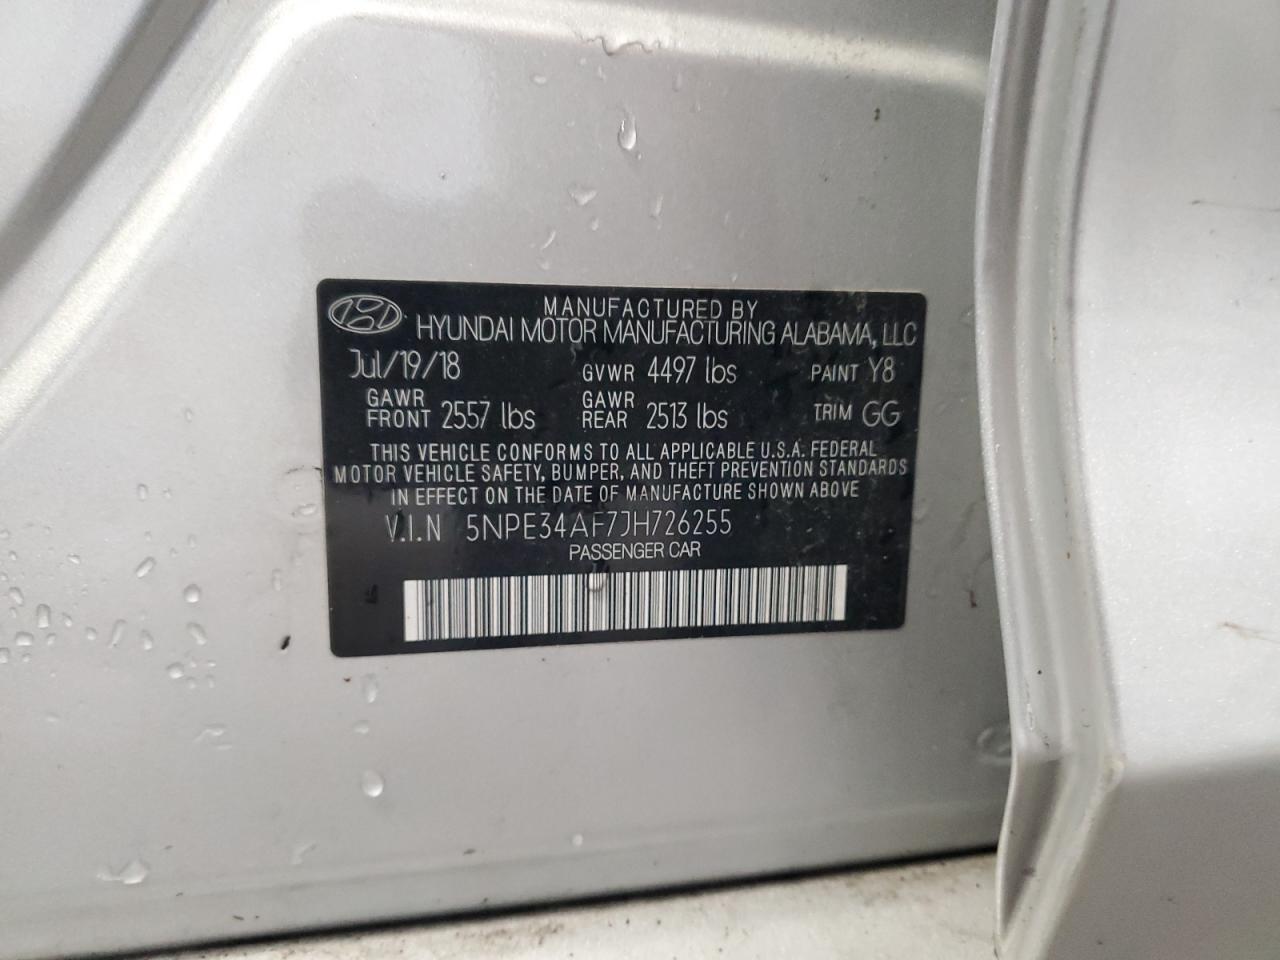 MANUFACTURED BY
HYUNDAI MOTOR MANUFACTURING ALABAMA, LLC
Jul/19/18 GVWR 4497 lbs PAINT Y8
GAWR FRONT 2557 lbs GAWR REAR 2513 lbs TRIM GG
THIS VEHICLE CONFORMS TO ALL APPLICABLE U.S.A. FEDERAL
MOTOR VEHICLE SAFETY, BUMPER, AND THEFT PREVENTION STANDARDS
IN EFFECT ON THE DATE OF MANUFACTURE SHOWN ABOVE
V.I.N 5NPE34AF7JH726255
PASSENGER CAR